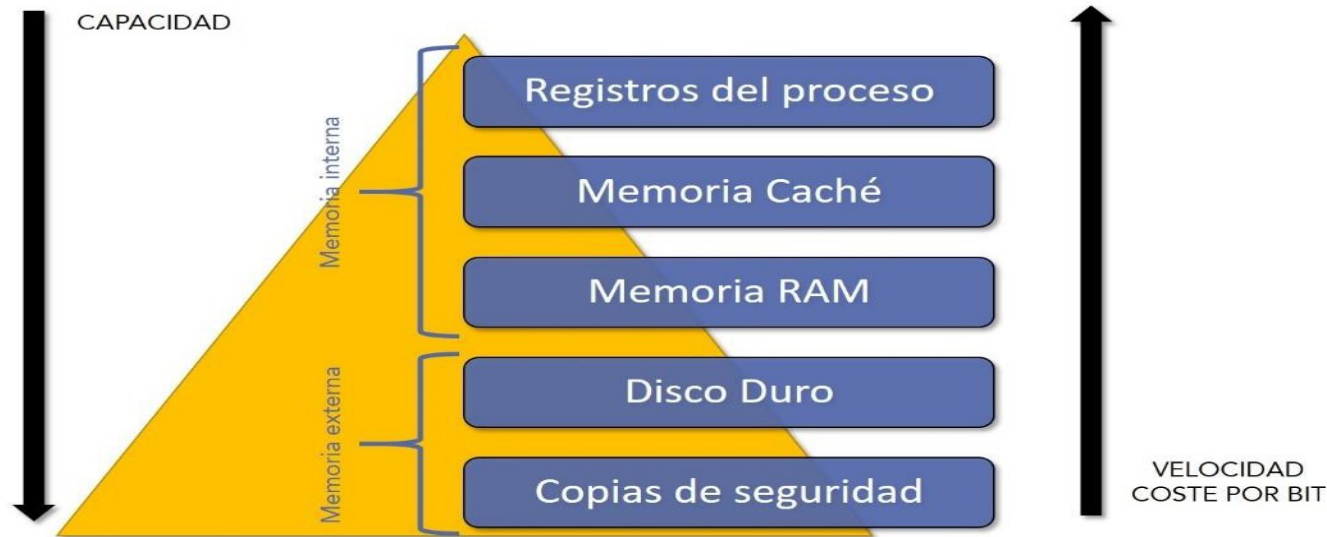 CAPACIDAD
Memoria interna
Registros del proceso
Memoria Caché
Memoria RAM
Memoria externa
Disco Duro
Copias de seguridad
VELOCIDAD
COSTE POR BIT